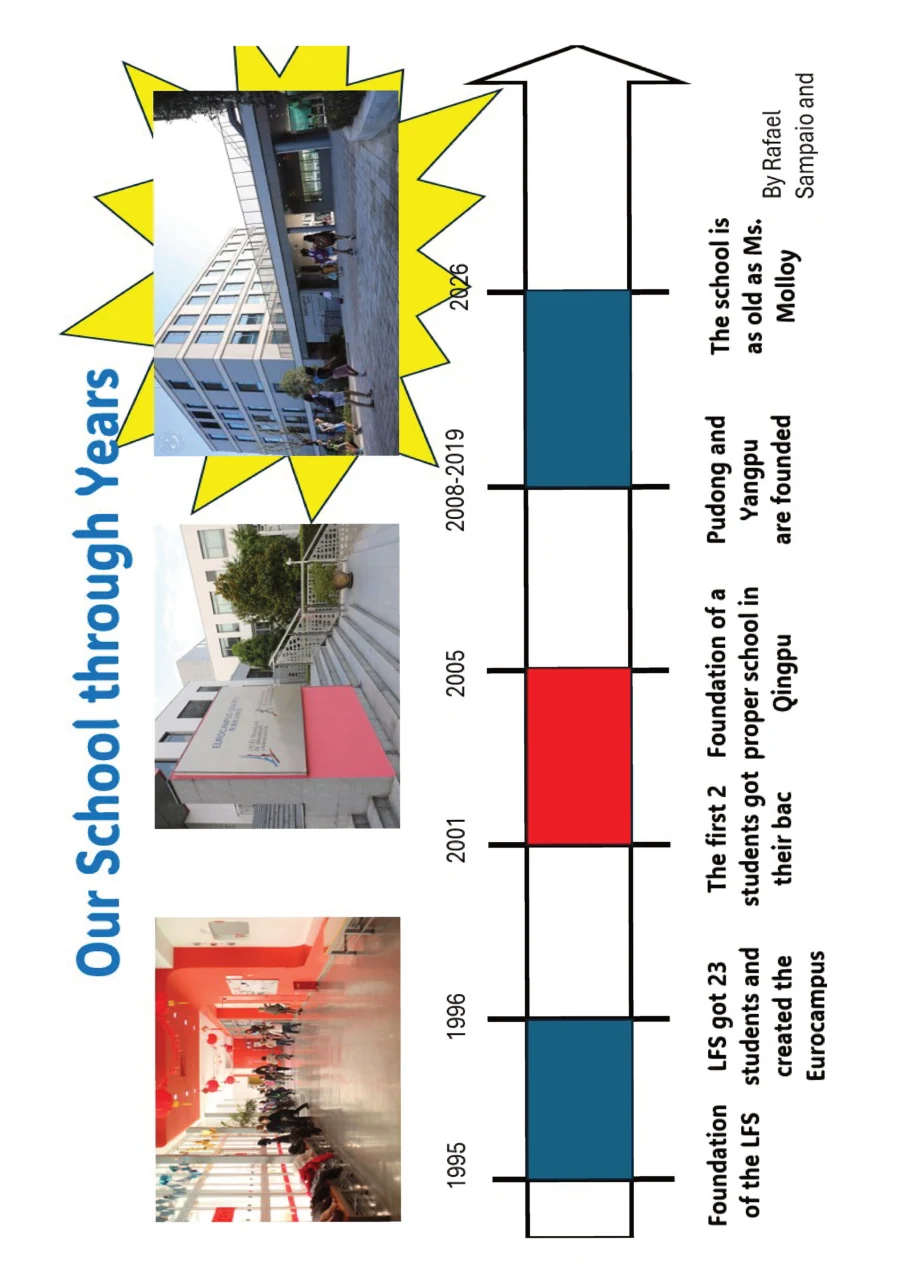 Our School through Years
EUROCAMPUS
1995
1996
2001
2005
2008-2019
2026
Foundation
of the LFS
LFS got 23
students and
created the
Eurocampus
The first 2
students got
their bac
Foundation of a
proper school in
Qingpu
Pudong and
Yangpu
are founded
The school is
as old as Ms.
Molloy
By Rafael
Sampaio and